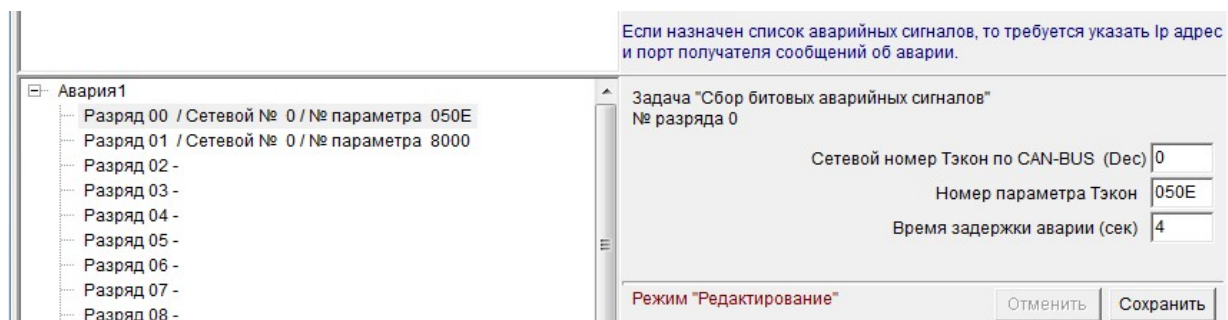 Если назначен список аварийных сигналов, то требуется указать Ip адрес
и порт получателя сообщений об аварии.
Авария1
Разряд 00 / Сетевой № 0 / № параметра 050E
Разряд 01 / Сетевой № 0 / № параметра 8000
Разряд 02 -
Разряд 03 -
Разряд 04 -
Разряд 05 -
Разряд 06 -
Разряд 07 -
Разряд 08 -
Задача "Сбор битовых аварийных сигналов"
№ разряда 0
Сетевой номер Тэкон по CAN-BUS (Dec) 0
Номер параметра Тэкон 050E
Время задержки аварии (сек) 4
Режим "Редактирование"
Отменить
Сохранить